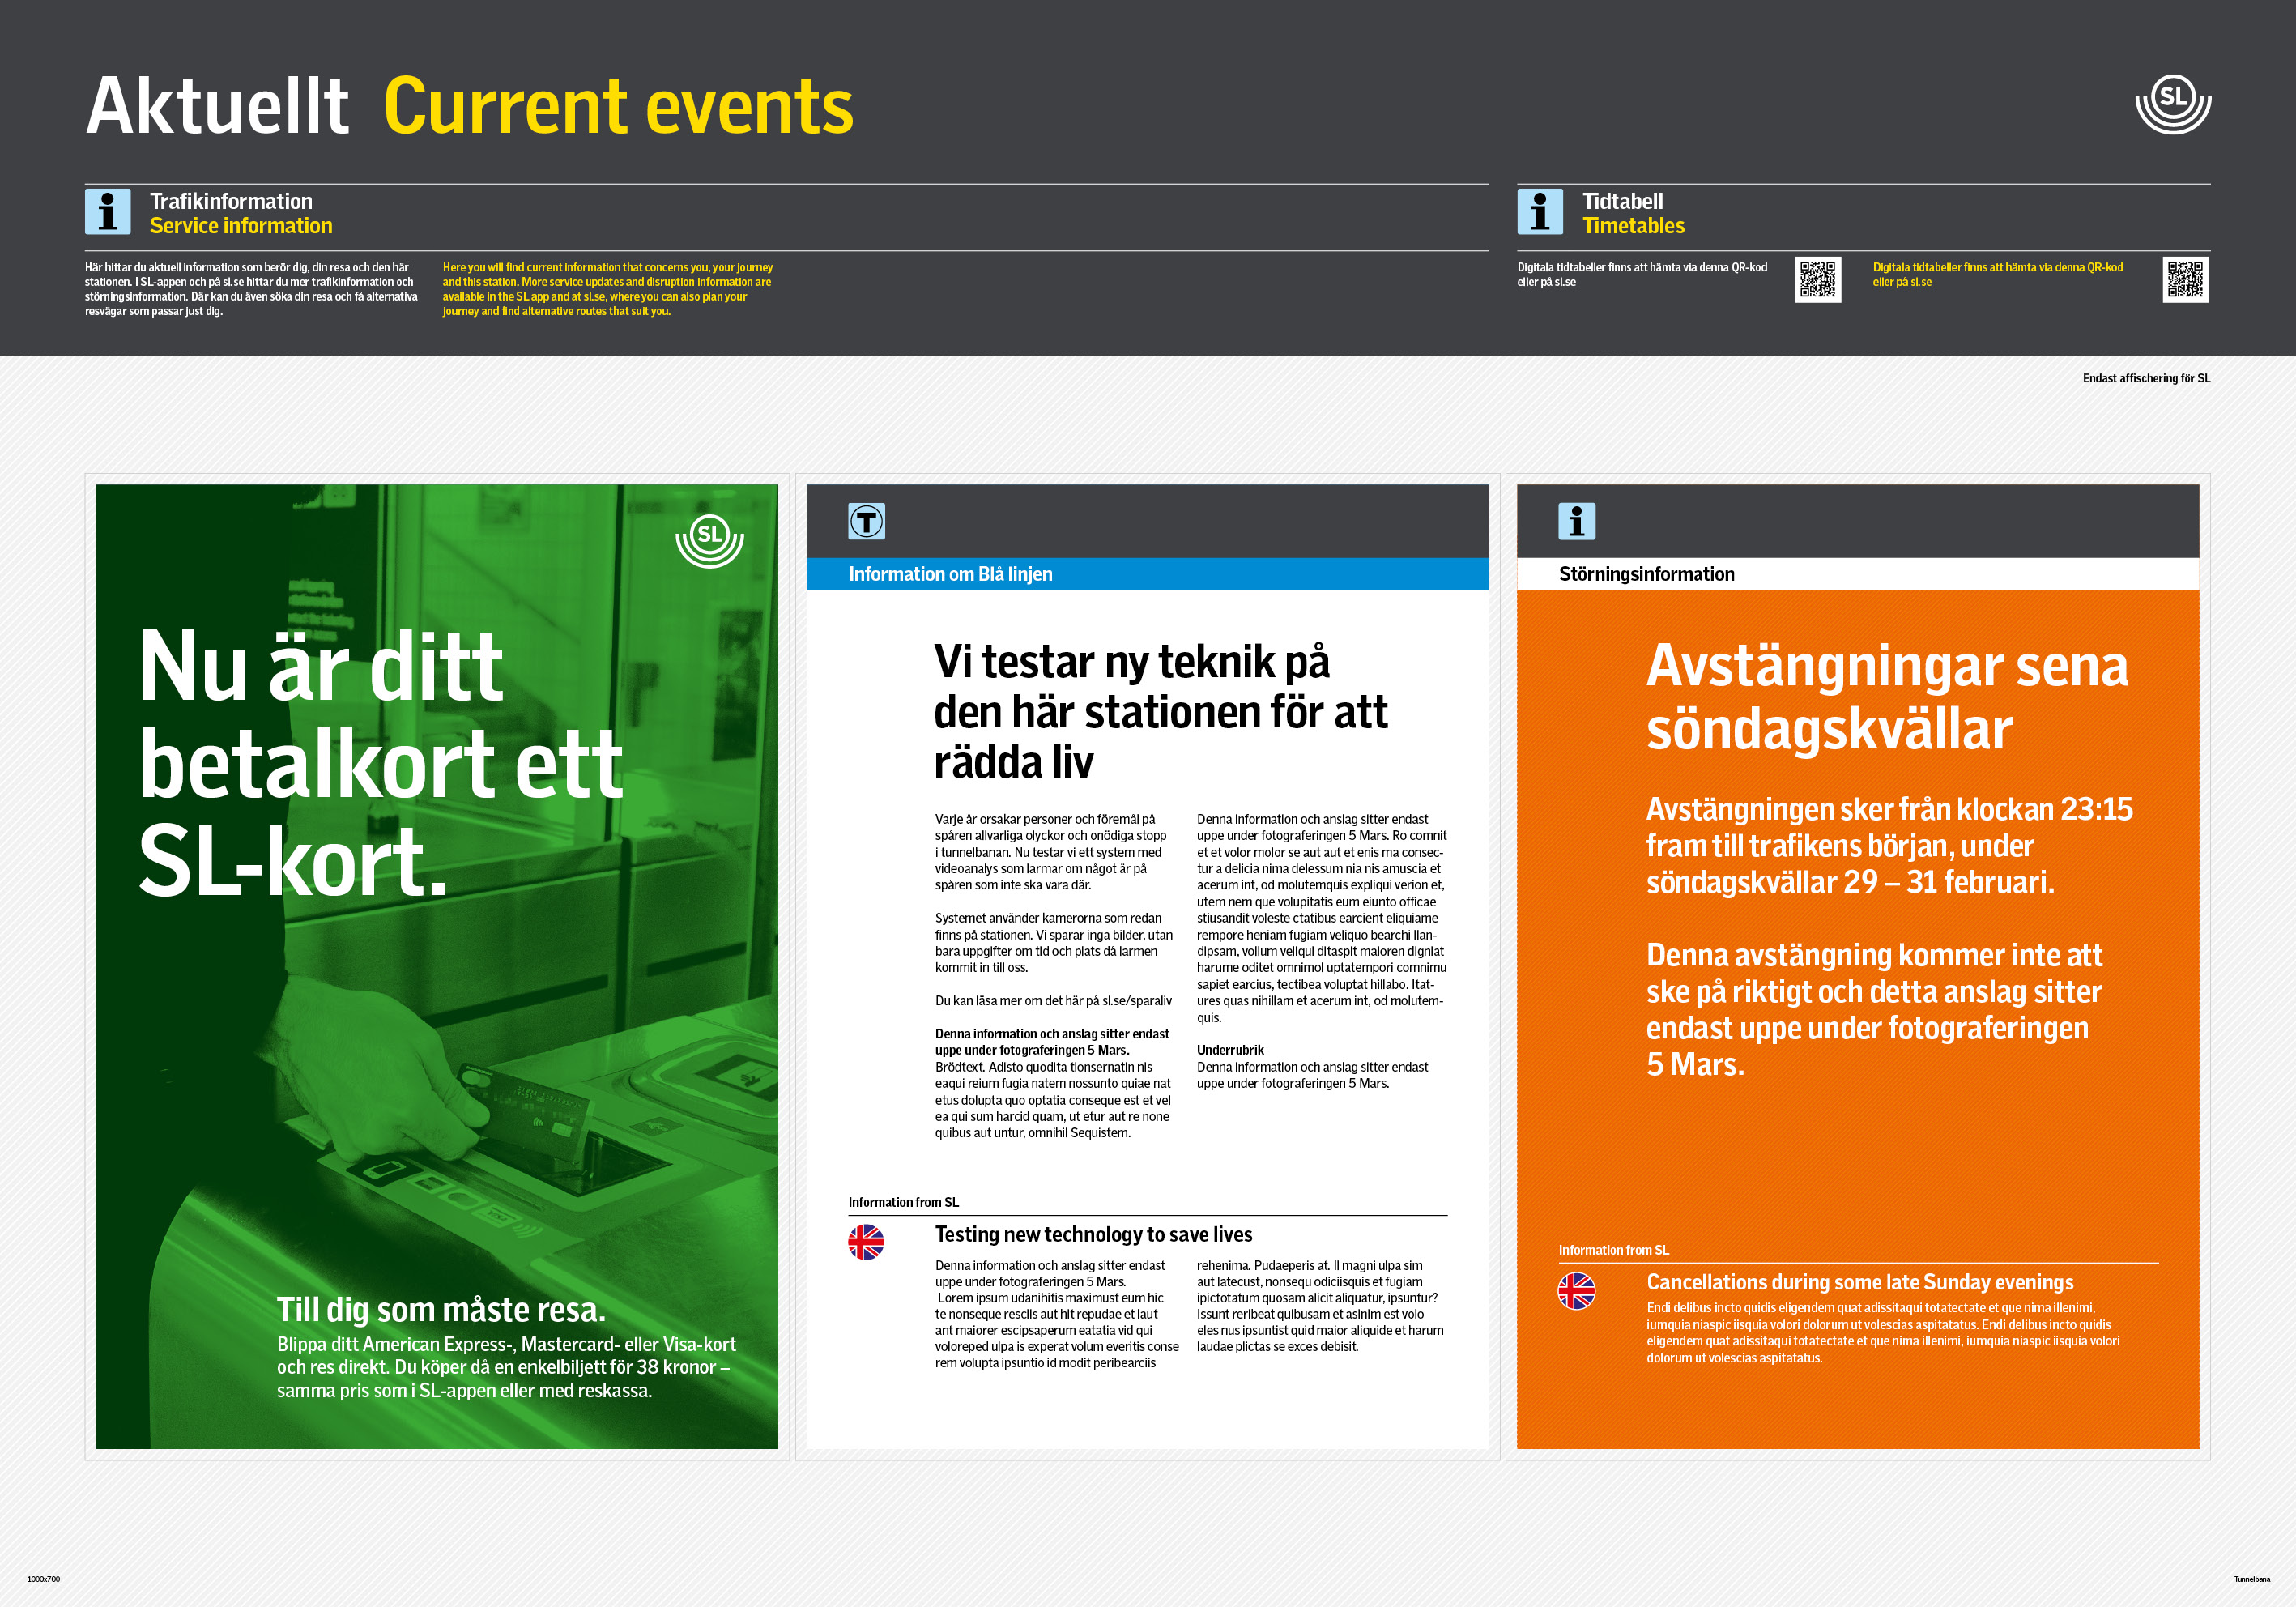 Aktuellt Current events
SL
Trafikinformation
Service information
Här hittar du aktuell information som berör dig, din resa och den här
stationen. I SL-appen och på sl.se hittar du mer trafikinformation och
störningsinformation. Där kan du även söka din resa och få alternativa
resvägar som passar just dig.
Here you will find current information that concerns you, your journey
and this station. More service updates and disruption information are
available in the SL app and at sl.se, where you can also plan your
journey and find alternative routes that suit you.
Tidtabell
Timetables
Digitala tidtabeller finns att hämta via denna QR-kod
eller på sl.se
Digitala tidtabeller finns att hämta via denna QR-kod
eller på sl.se
Endast affischering för SL
SL
Nu är ditt
betalkort ett
SL-kort.
VISA
Till dig som måste resa.
Blippa ditt American Express-, Mastercard- eller Visa-kort
och res direkt. Du köper då en enkelbiljett för 38 kronor –
samma pris som i SL-appen eller med reskassa.
T
Information om Blå linjen
Vi testar ny teknik på
den här stationen för att
rädda liv
Varje år orsakar personer och föremål på
spåren allvarliga olyckor och onödiga stopp
i tunnelbanan. Nu testar vi ett system med
videoanalys som larmar om något är på
spåren som inte ska vara där.
Systemet använder kamerorna som redan
finns på stationen. Vi sparar inga bilder, utan
bara uppgifter om tid och plats då larmen
kommit in till oss.
Du kan läsa mer om det här på sl.se/sparaliv
Denna information och anslag sitter endast
uppe under fotograferingen 5 Mars.
Brödtext. Adisto quodita tionsernatin nis
eaqui reium fugia natem nossunto quiae nat
etus dolupta quo optatia conseque est et vel
ea qui sum harcid quam, ut etur aut re none
quibus aut untur, omnihil Sequistem.
Denna information och anslag sitter endast
uppe under fotograferingen 5 Mars. Ro comnit
et et volor molor se aut aut et enis ma consec-
tur a delicia nima delessum nia nis amuscia et
acerum int, od molutemquis expliqui verion et,
utem nem que voluptatis eum eiunto officae
stiusandit voleste ctatibus earcient eliquiame
rempore heniam fugiam veliquo bearchi llan-
dipsam, vollum veliqui ditaspit maioren digniat
harume oditet omnimol uptatempori comnimu
sapiet earcius, tectibea voluptat hillabo. Itat-
ures quas nihillam et acerum int, od molutem-
quis.
Underrubrik
Denna information och anslag sitter endast
uppe under fotograferingen 5 Mars.
Information from SL
Testing new technology to save lives
Denna information och anslag sitter endast
uppe under fotograferingen 5 Mars.
Lorem ipsum udanihitis maximust eum hic
te nonseque resciis aut hit repudae et laut
ant maiorer escipsaperum eatatia vid qui
voloreped ulpa is experat volum everitis conse
rem volupta ipsuntio id modit peribearciis
rehenima. Pudaeperis at. Il magni ulpa sim
aut latecust, nonsequ odiciisquis et fugiam
ipictotatum quosam alicit aliquatur, ipsuntur?
Issunt reribeat quibusam et asinim est volo
eles nus ipsuntist quid maior aliquide et harum
laudae plictas se exces debisit.
Störningsinformation
Avstängningar sena
söndagskvällar
Avstängningen sker från klockan 23:15
fram till trafikens början, under
söndagskvällar 29 – 31 februari.
Denna avstängning kommer inte att
ske på riktigt och detta anslag sitter
endast uppe under fotograferingen
5 Mars.
Information from SL
Cancellations during some late Sunday evenings
Endi delibus incto quidis eligendem quat adissitaqui totatectate et que nima illenimi,
iumquia niaspic iisquia volori dolorum ut volescias aspitatatus. Endi delibus incto quidis
eligendem quat adissitaqui totatectate et que nima illenimi, iumquia niaspic iisquia volori
dolorum ut volescias aspitatatus.
1000x700
Tunnelbana